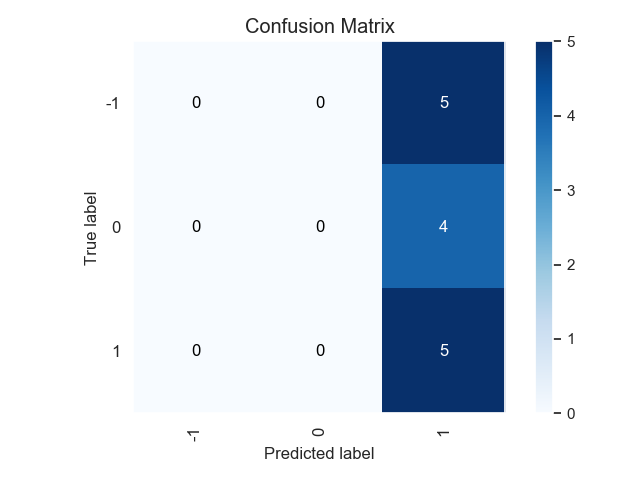 Confusion Matrix
True label
-1 0 0 5
0 0 0 4
1 0 0 5
-1 0 1
Predicted label
5
4
3
2
1
0